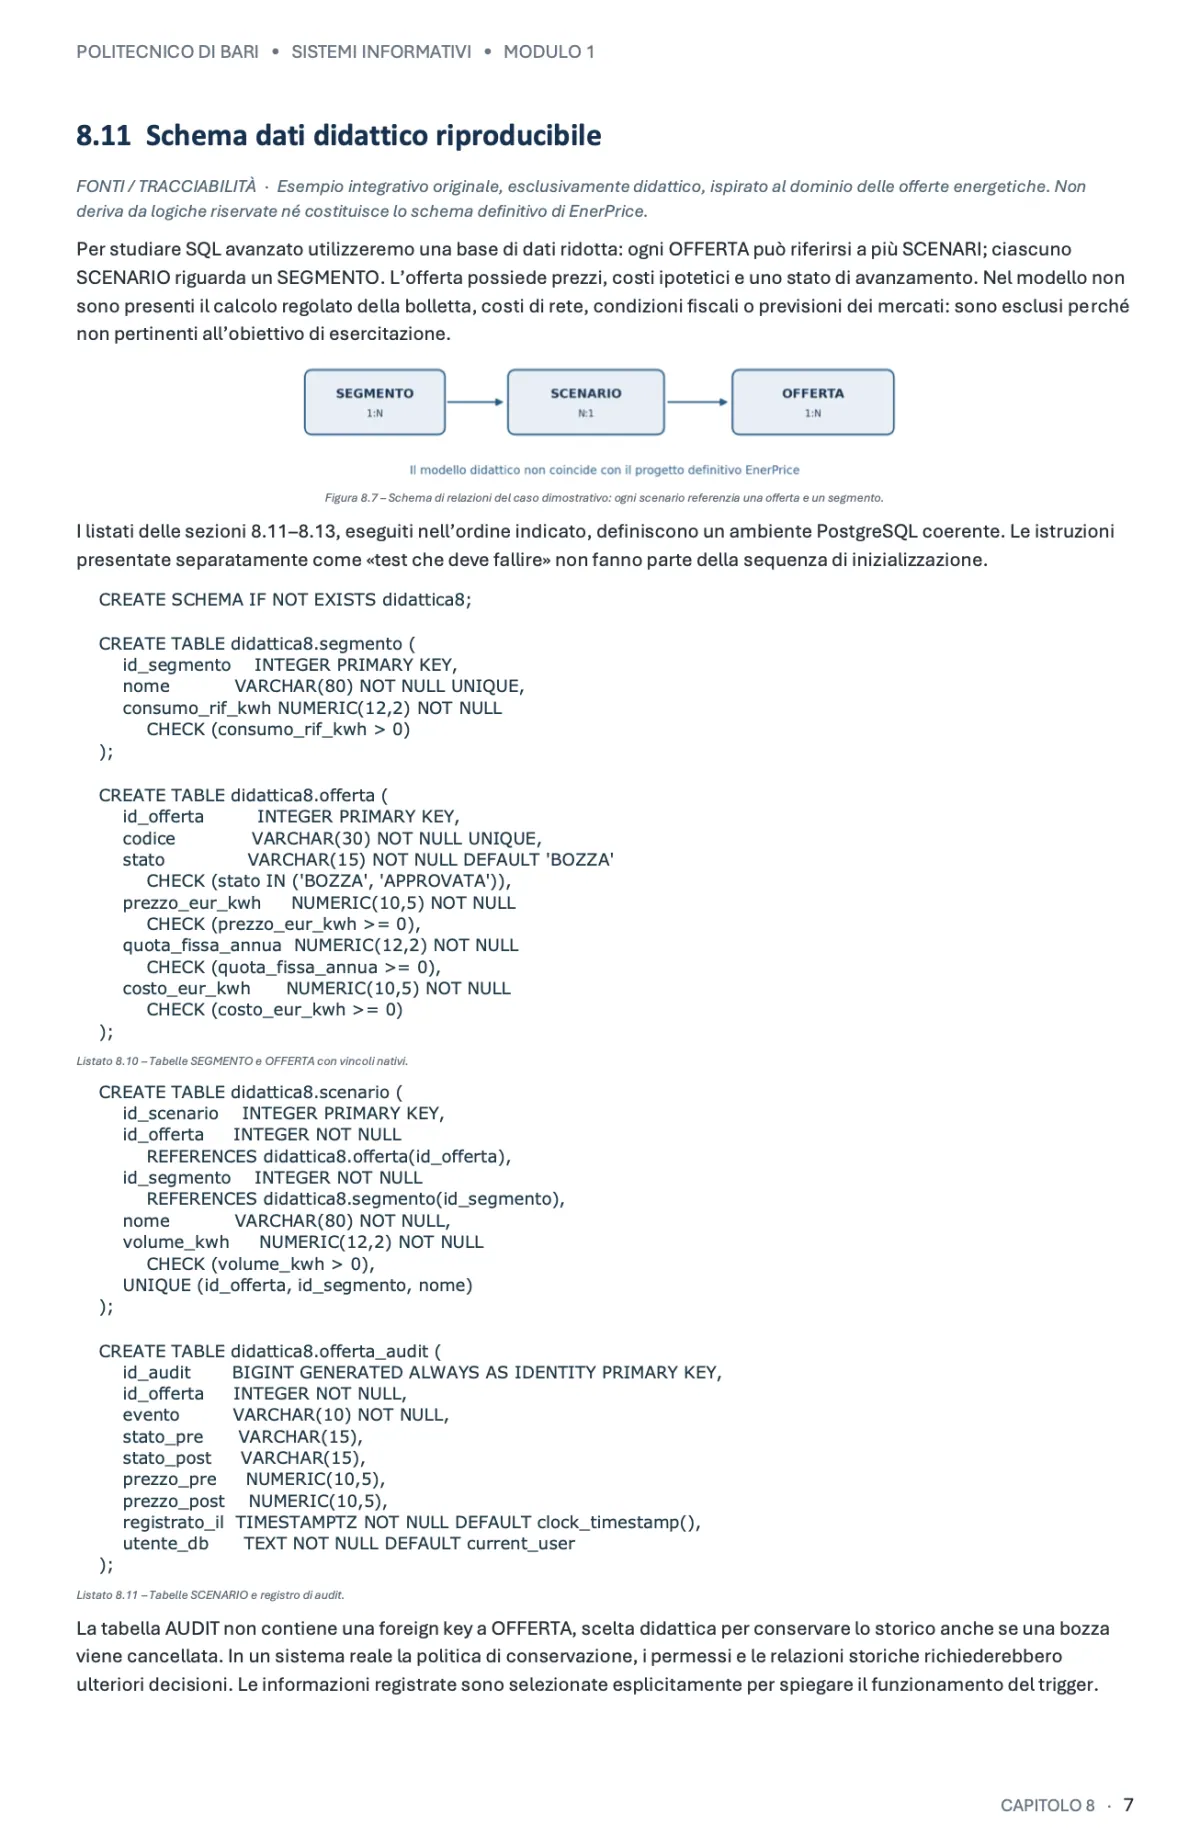 POLITECNICO DI BARI • SISTEMI INFORMATIVI • MODULO 1
8.11 Schema dati didattico riproducibile
FONTI / TRACCIABILITÀ · Esempio integrativo originale, esclusivamente didattico, ispirato al dominio delle offerte energetiche. Non
deriva da logiche riservate né costituisce lo schema definitivo di EnerPrice.
Per studiare SQL avanzato utilizzeremo una base di dati ridotta: ogni OFFERTA può riferirsi a più SCENARI; ciascuno
SCENARIO riguarda un SEGMENTO. L’offerta possiede prezzi, costi ipotetici e uno stato di avanzamento. Nel modello non
sono presenti il calcolo regolato della bolletta, costi di rete, condizioni fiscali o previsioni dei mercati: sono esclusi perché
non pertinenti all’obiettivo di esercitazione.
SEGMENTO SCENARIO OFFERTA
1:N N:1 1:N
Il modello didattico non coincide con il progetto definitivo EnerPrice
Figura 8.7 – Schema di relazioni del caso dimostrativo: ogni scenario referenzia una offerta e un segmento.
I listati delle sezioni 8.11–8.13, eseguiti nell’ordine indicato, definiscono un ambiente PostgreSQL coerente. Le istruzioni
presentate separatamente come «test che deve fallire» non fanno parte della sequenza di inizializzazione.
CREATE SCHEMA IF NOT EXISTS didattica8;
CREATE TABLE didattica8.segmento (
id_segmento INTEGER PRIMARY KEY,
nome VARCHAR(80) NOT NULL UNIQUE,
consumo_rif_kwh NUMERIC(12,2) NOT NULL
CHECK (consumo_rif_kwh > 0)
);
CREATE TABLE didattica8.offerta (
id_offerta INTEGER PRIMARY KEY,
codice VARCHAR(30) NOT NULL UNIQUE,
stato VARCHAR(15) NOT NULL DEFAULT 'BOZZA'
CHECK (stato IN ('BOZZA', 'APPROVATA')),
prezzo_eur_kwh NUMERIC(10,5) NOT NULL
CHECK (prezzo_eur_kwh >= 0),
quota_fissa_annua NUMERIC(12,2) NOT NULL
CHECK (quota_fissa_annua >= 0),
costo_eur_kwh NUMERIC(10,5) NOT NULL
CHECK (costo_eur_kwh >= 0)
);
Listato 8.10 – Tabelle SEGMENTO e OFFERTA con vincoli nativi.
CREATE TABLE didattica8.scenario (
id_scenario INTEGER PRIMARY KEY,
id_offerta INTEGER NOT NULL
REFERENCES didattica8.offerta(id_offerta),
id_segmento INTEGER NOT NULL
REFERENCES didattica8.segmento(id_segmento),
nome VARCHAR(80) NOT NULL,
volume_kwh NUMERIC(12,2) NOT NULL
CHECK (volume_kwh > 0),
UNIQUE (id_offerta, id_segmento, nome)
);
CREATE TABLE didattica8.offerta_audit (
id_audit BIGINT GENERATED ALWAYS AS IDENTITY PRIMARY KEY,
id_offerta INTEGER NOT NULL,
evento VARCHAR(10) NOT NULL,
stato_pre VARCHAR(15),
stato_post VARCHAR(15),
prezzo_pre NUMERIC(10,5),
prezzo_post NUMERIC(10,5),
registrato_il TIMESTAMPTZ NOT NULL DEFAULT clock_timestamp(),
utente_db TEXT NOT NULL DEFAULT current_user
);
Listato 8.11 – Tabelle SCENARIO e registro di audit.
La tabella AUDIT non contiene una foreign key a OFFERTA, scelta didattica per conservare lo storico anche se una bozza
viene cancellata. In un sistema reale la politica di conservazione, i permessi e le relazioni storiche richiederebbero
ulteriori decisioni. Le informazioni registrate sono selezionate esplicitamente per spiegare il funzionamento del trigger.
CAPITOLO 8 · 7